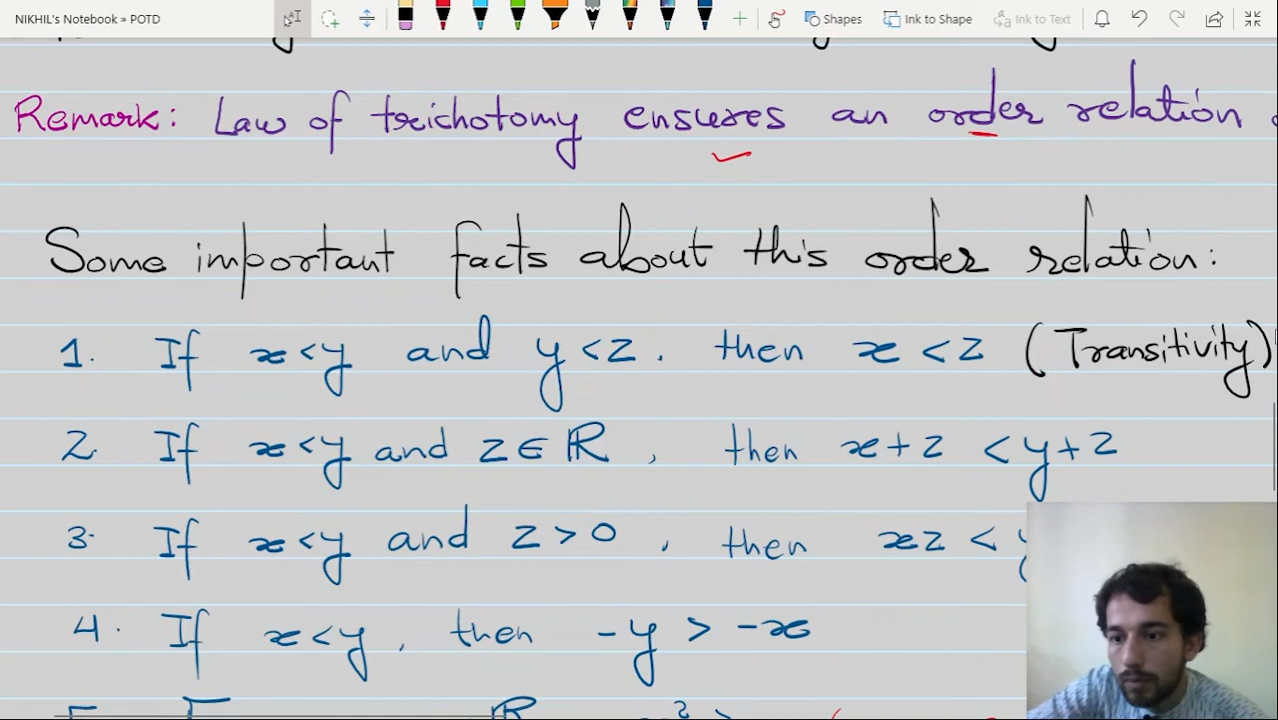 NIKHIL's Notebook » POTD
Shapes
Ink to Shape
Ink to Text
Remark: Law of trichotomy ensures an order relation
Some important facts about this order relation:
1. If x<y and y<z. then x<z (Transitivity)
2. If x<y and z∈ℝ, then x+z <y+z
3. If x<y and z>0, then xz <
4. If x<y, then -y > -x